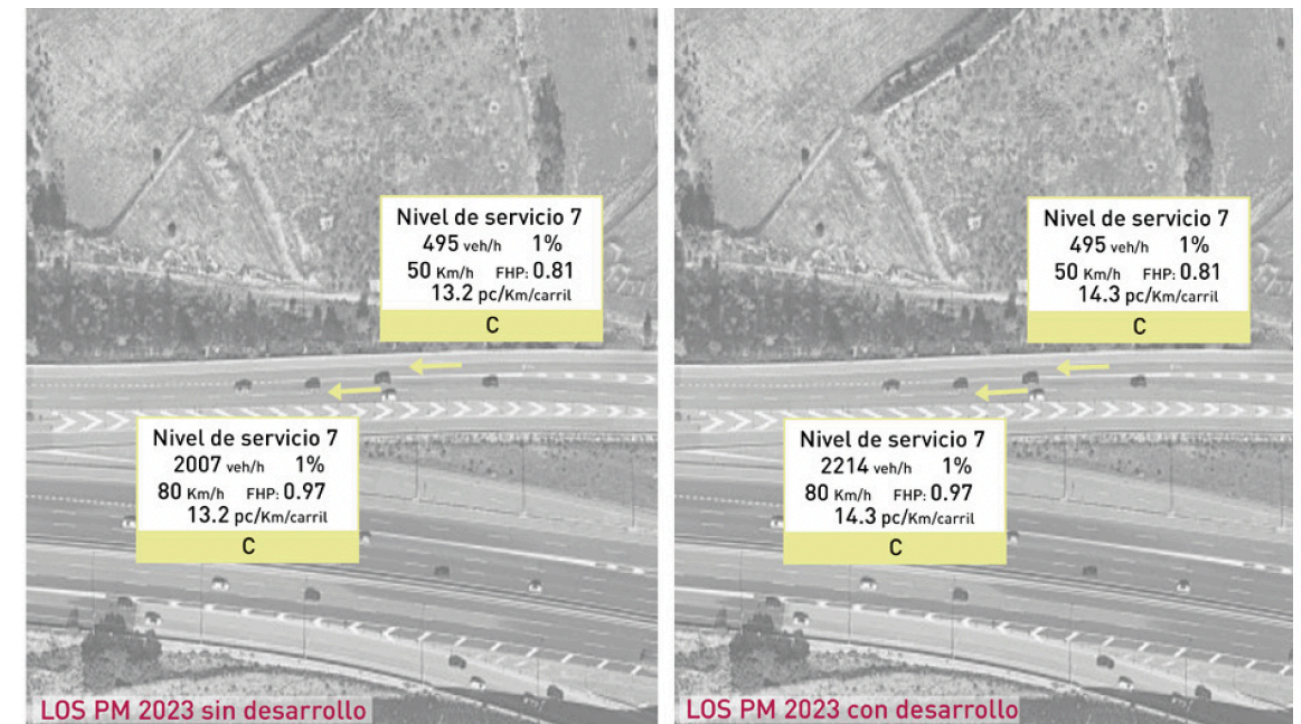 Nivel de servicio 7
495 veh/h 1%
50 Km/h FHP: 0.81
13.2 pc/Km/carril
C
Nivel de servicio 7
2007 veh/h 1%
80 Km/h FHP: 0.97
13.2 pc/Km/carril
C
LOS PM 2023 sin desarrollo
Nivel de servicio 7
495 veh/h 1%
50 Km/h FHP: 0.81
14.3 pc/Km/carril
C
Nivel de servicio 7
2214 veh/h 1%
80 Km/h FHP: 0.97
14.3 pc/Km/carril
C
LOS PM 2023 con desarrollo